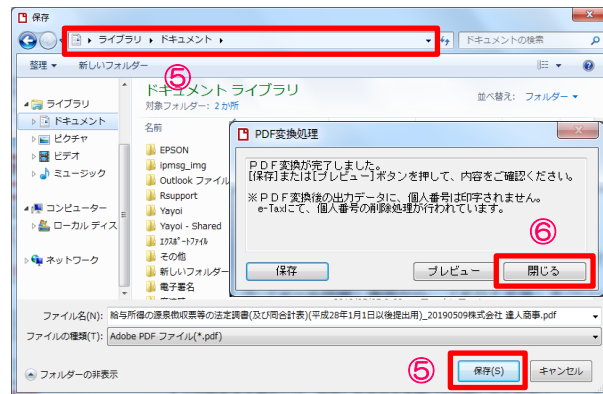 保存
ライブラリ ▸ ドキュメント ▸
ドキュメントの検索
整理 ▼ 新しいフォルダー
⑤
ドキュメント ライブラリ
対象フォルダー: 2 か所
並べ替え: フォルダー ▼
ライブラリ
ドキュメント
ピクチャ
ビデオ
ミュージック
コンピューター
ローカル ディス
ネットワーク
名前
EPSON
ipmsg_img
Outlook ファイル
Rsupport
Yayoi
Yayoi - Shared
その他
新しいフォルダー
電子署名
PDF変換処理
ＰＤＦ変換が完了しました。
[保存]または[プレビュー]ボタンを押して、内容をご確認ください。
※ＰＤＦ変換後の出力データに、個人番号は印字されません。
e-Taxにて、個人番号の削除処理が行われています。
⑥
保存 プレビュー 閉じる
ファイル名(N): 給与所得の源泉徴収票等の法定調書(及び同合計表)(平成28年1月1日以後提出用)_20190509株式会社 達人商事.pdf
ファイルの種類(T): Adobe PDF ファイル(*.pdf)
フォルダーの非表示
⑤
保存(S) キャンセル